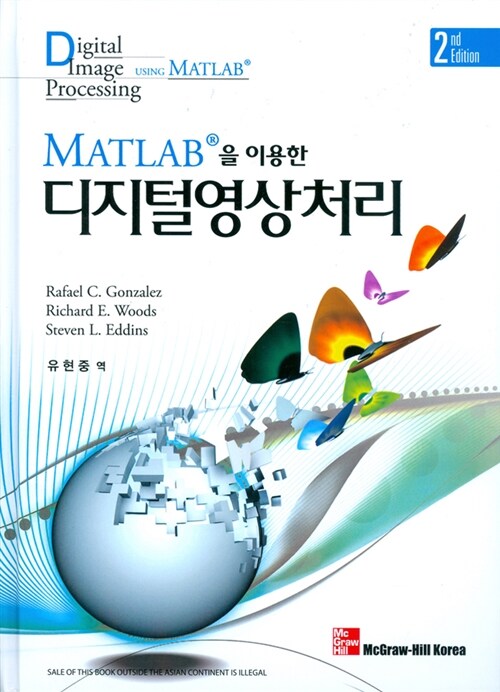 Digital
Image USING MATLAB®
Processing
2nd
Edition
MATLAB®을 이용한
디지털영상처리
Rafael C. Gonzalez
Richard E. Woods
Steven L. Eddins
유현중 역
Mc
Graw
Hill
McGraw-Hill Korea
SALE OF THIS BOOK OUTSIDE THE ASIAN CONTINENT IS ILLEGAL